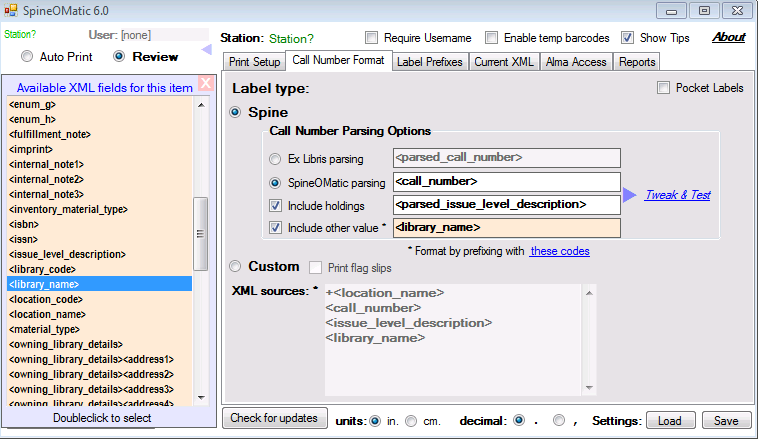 SpineOMatic 6.0
Station?
User: [none]
Auto Print
Review
Station: Station?
Require Username
Enable temp barcodes
Show Tips
About
Available XML fields for this item
X
<enum_g>
<enum_h>
<fulfillment_note>
<imprint>
<internal_note1>
<internal_note2>
<internal_note3>
<inventory_material_type>
<isbn>
<issn>
<issue_level_description>
<library_code>
<library_name>
<location_code>
<location_name>
<material_type>
<owning_library_details>
<owning_library_details><address1>
<owning_library_details><address2>
<owning_library_details><address3>
<owning_library_details><address4>
Doubleclick to select
Print Setup
Call Number Format
Label Prefixes
Current XML
Alma Access
Reports
Label type:
Pocket Labels
Spine
Call Number Parsing Options
Ex Libris parsing
<parsed_call_number>
SpineOMatic parsing
<call_number>
Include holdings
<parsed_issue_level_description>
Include other value *
<library_name>
Tweak & Test
* Format by prefixing with these codes
Custom
Print flag slips
XML sources: *
+<location_name>
<call_number>
<issue_level_description>
<library_name>
Check for updates
units: in. cm.
decimal: . ,
Settings:
Load
Save